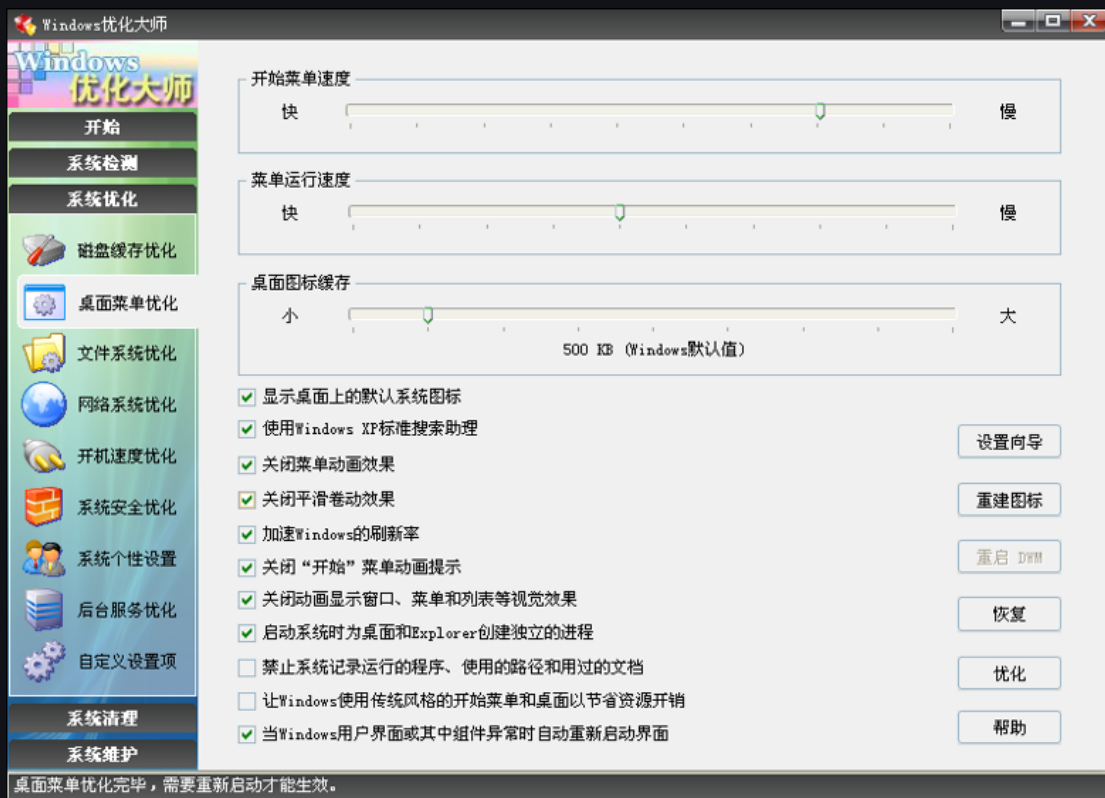 Windows优化大师
Windows
优化大师
开始
系统检测
系统优化
磁盘缓存优化
桌面菜单优化
文件系统优化
网络系统优化
开机速度优化
系统安全优化
系统个性设置
后台服务优化
自定义设置项
系统清理
系统维护
开始菜单速度
快 慢
菜单运行速度
快 慢
桌面图标缓存
小 大
500 KB (Windows默认值)
显示桌面上的默认系统图标
使用Windows XP标准搜索助理
关闭菜单动画效果
关闭平滑卷动效果
加速Windows的刷新率
关闭“开始”菜单动画提示
关闭动画显示窗口、菜单和列表等视觉效果
启动系统时为桌面和Explorer创建独立的进程
禁止系统记录运行的程序、使用的路径和用过的文档
让Windows使用传统风格的开始菜单和桌面以节省资源开销
当Windows用户界面或其中组件异常时自动重新启动界面
设置向导
重建图标
重启 DWM
恢复
优化
帮助
桌面菜单优化完毕，需要重新启动才能生效。